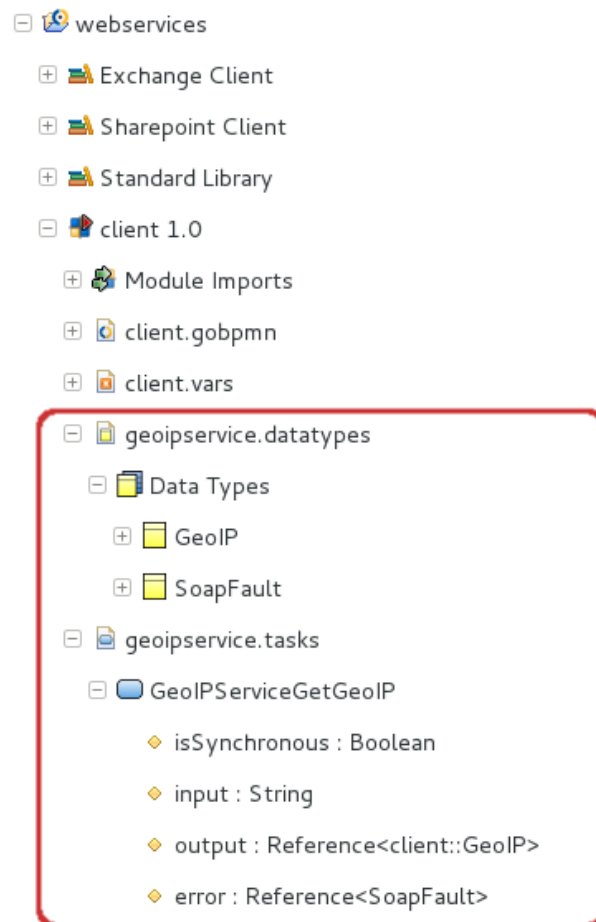 webservices
Exchange Client
Sharepoint Client
Standard Library
client 1.0
Module Imports
client.gobpmn
client.vars
geoipservice.datatypes
Data Types
GeoIP
SoapFault
geoipservice.tasks
GeoIPServiceGetGeoIP
isSynchronous : Boolean
input : String
output : Reference<client::GeoIP>
error : Reference<SoapFault>